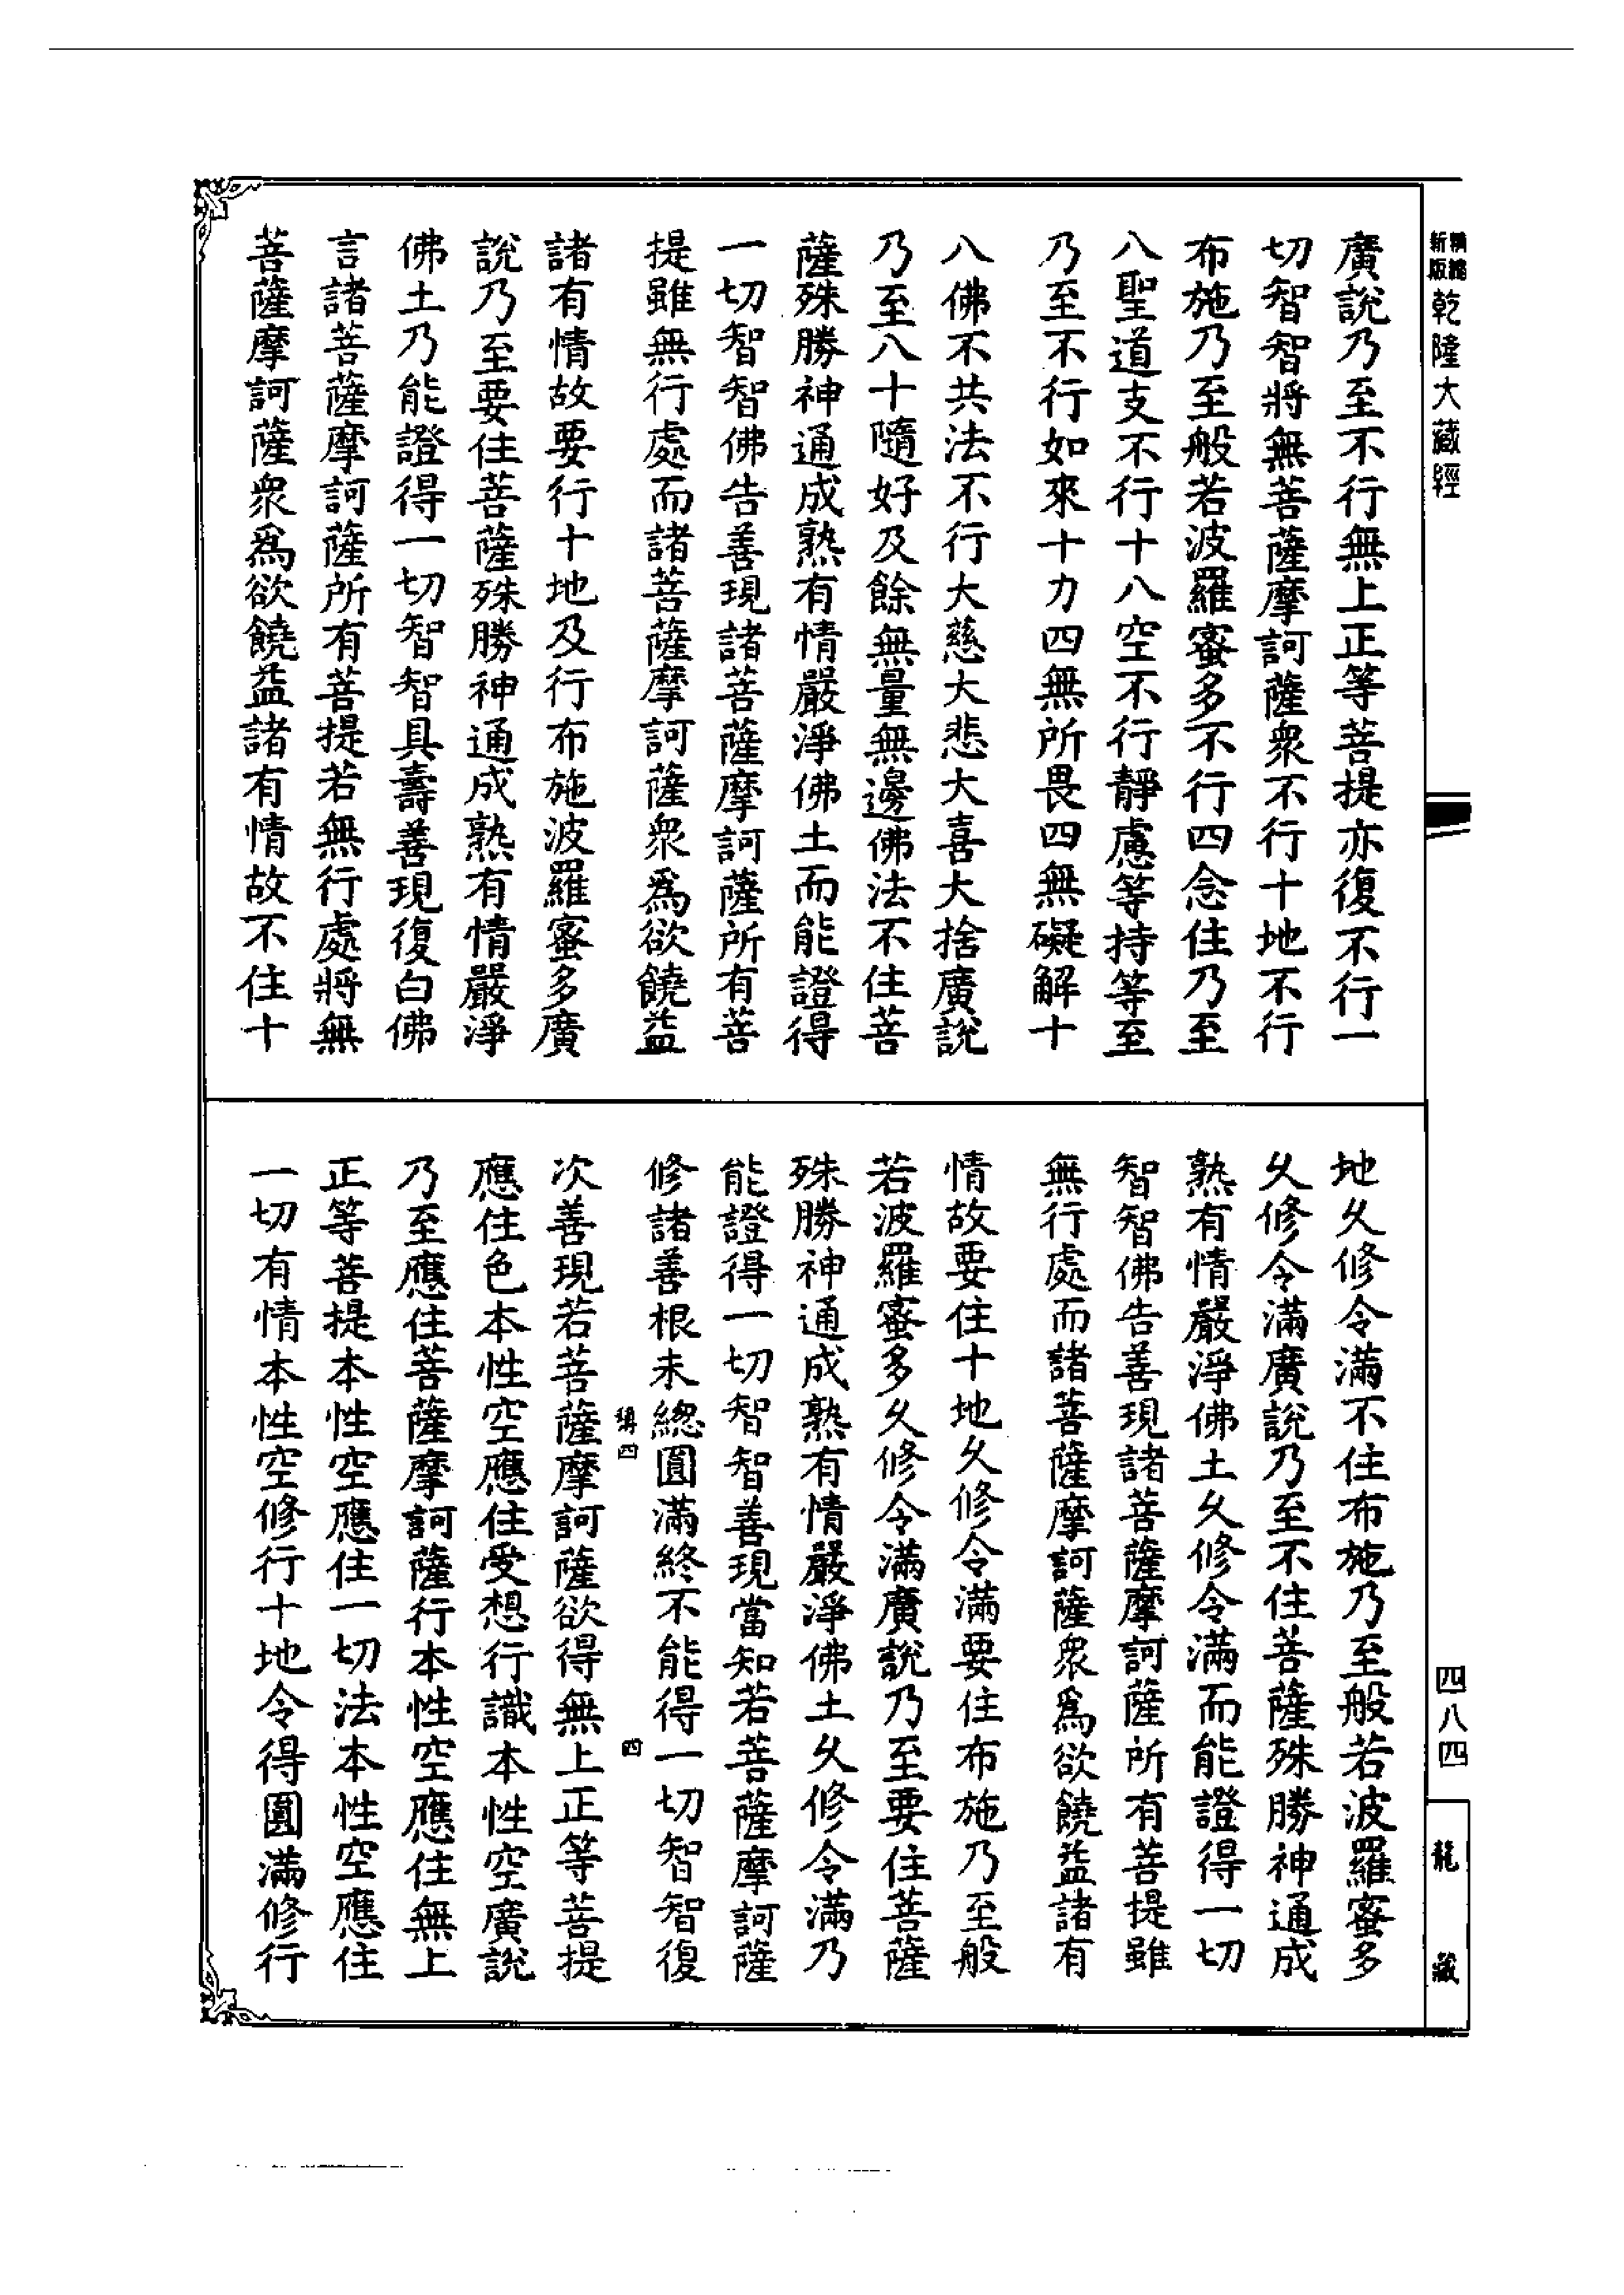 精縮新版乾隆大藏經
廣說乃至不行無上正等菩提亦復不行一
切智智將無菩薩摩訶薩衆不行十地不行
布施乃至般若波羅蜜多不行四念住乃至
八聖道支不行十八空不行靜慮等持等至
乃至不行如來十力四無所畏四無礙解十
八佛不共法不行大慈大悲大喜大捨廣說
乃至八十隨好及餘無量無邊佛法不住菩
薩殊勝神通成熟有情嚴淨佛土而能證得
一切智智佛告善現諸菩薩摩訶薩所有菩
提雖無行處而諸菩薩摩訶薩衆爲欲饒益
諸有情故要行十地及行布施波羅蜜多廣
說乃至要住菩薩殊勝神通成熟有情嚴淨
佛土乃能證得一切智智具壽善現復白佛
言諸菩薩摩訶薩所有菩提若無行處將無
菩薩摩訶薩衆爲欲饒益諸有情故不住十
地久修令滿不住布施乃至般若波羅蜜多
久修令滿廣說乃至不住菩薩殊勝神通成
熟有情嚴淨佛土久修令滿而能證得一切
智智佛告善現諸菩薩摩訶薩所有菩提雖
無行處而諸菩薩摩訶薩衆爲欲饒益諸有
情故要住十地久修令滿要住布施乃至般
若波羅蜜多久修令滿廣說乃至要住菩薩
殊勝神通成熟有情嚴淨佛土久修令滿乃
能證得一切智智善現當知若菩薩摩訶薩
修諸善根未總圓滿終不能得一切智智復
四
次善現若菩薩摩訶薩欲得無上正等菩提
應住色本性空應住受想行識本性空廣說
乃至應住菩薩摩訶薩行本性空應住無上
正等菩提本性空應住一切法本性空應住
一切有情本性空修行十地令得圓滿修行
四八四
龍藏